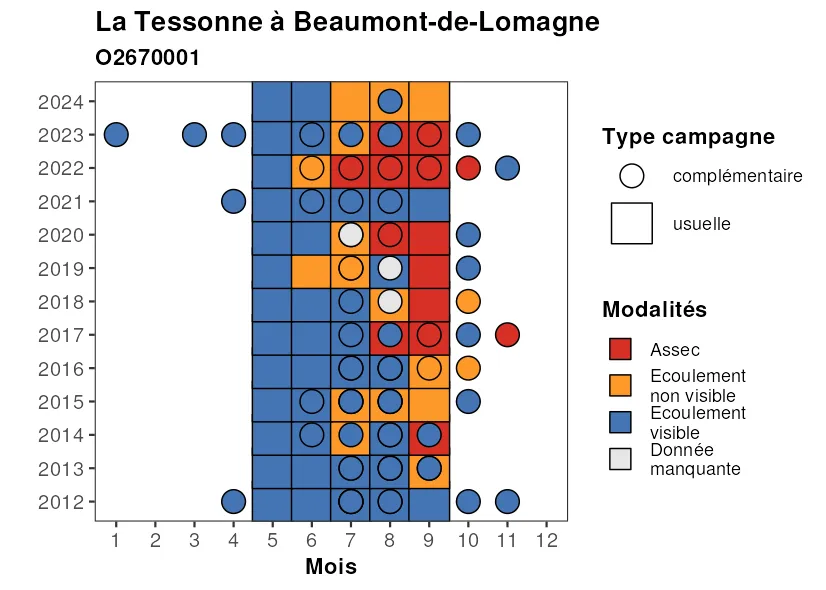 La Tessonne à Beaumont-de-Lomagne
O2670001
2024
2023
2022
2021
2020
2019
2018
2017
2016
2015
2014
2013
2012
1 2 3 4 5 6 7 8 9 10 11 12
Mois
Type campagne
complémentaire
usuelle
Modalités
Assec
Ecoulement
non visible
Ecoulement
visible
Donnée
manquante